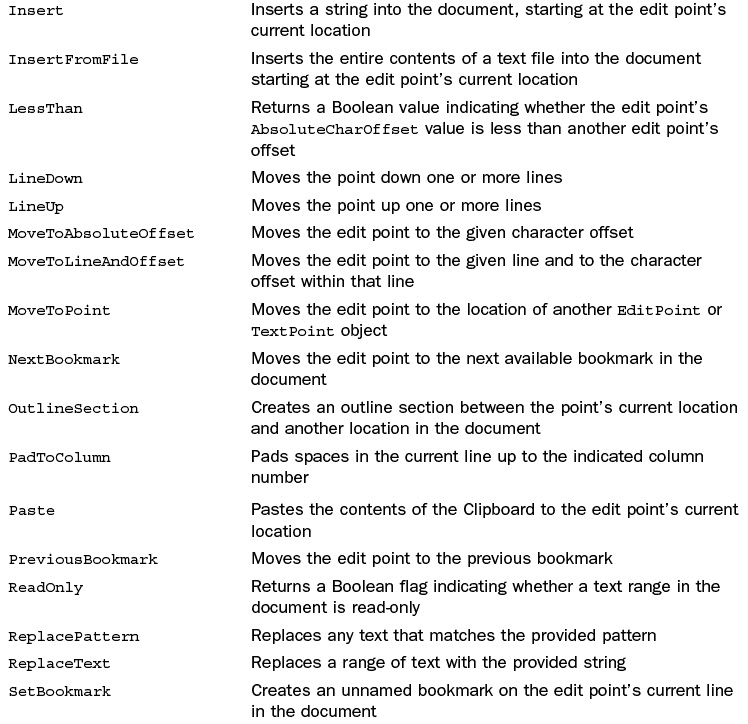 Insert Inserts a string into the document, starting at the edit point's
current location
InsertFromFile Inserts the entire contents of a text file into the document
starting at the edit point's current location
LessThan Returns a Boolean value indicating whether the edit point's
AbsoluteCharOffset value is less than another edit point's
offset
LineDown Moves the point down one or more lines
LineUp Moves the point up one or more lines
MoveToAbsoluteOffset Moves the edit point to the given character offset
MoveToLineAndOffset Moves the edit point to the given line and to the character
offset within that line
MoveToPoint Moves the edit point to the location of another EditPoint or
TextPoint object
NextBookmark Moves the edit point to the next available bookmark in the
document
OutlineSection Creates an outline section between the point's current location
and another location in the document
PadToColumn Pads spaces in the current line up to the indicated column
number
Paste Pastes the contents of the Clipboard to the edit point's current
location
PreviousBookmark Moves the edit point to the previous bookmark
ReadOnly Returns a Boolean flag indicating whether a text range in the
document is read-only
ReplacePattern Replaces any text that matches the provided pattern
ReplaceText Replaces a range of text with the provided string
SetBookmark Creates an unnamed bookmark on the edit point's current line
in the document